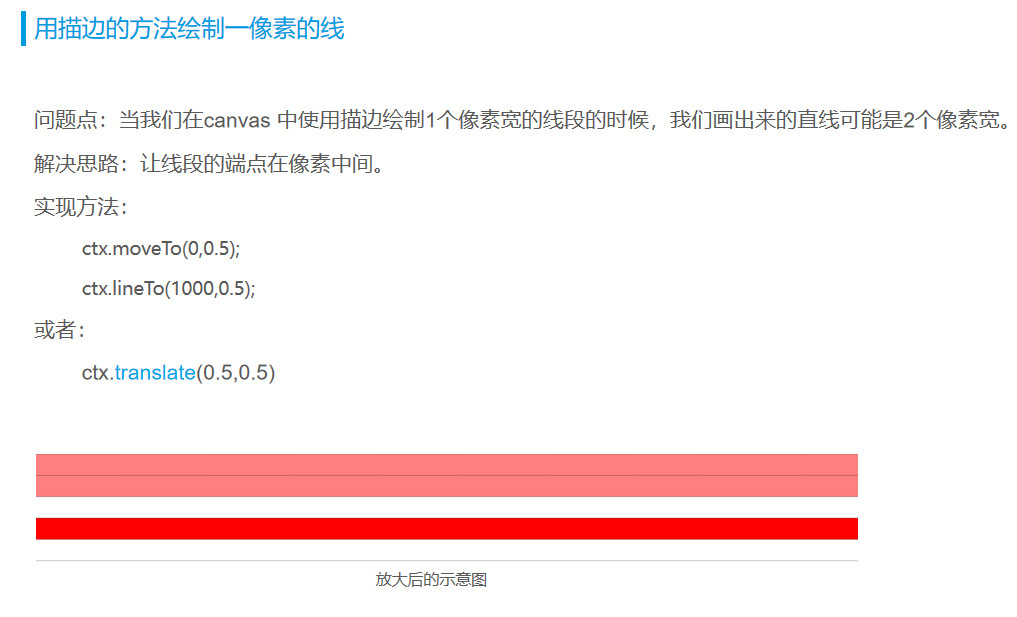 用描边的方法绘制一像素的线
问题点：当我们在canvas 中使用描边绘制1个像素宽的线段的时候，我们画出来的直线可能是2个像素宽。
解决思路：让线段的端点在像素中间。
实现方法：
ctx.moveTo(0,0.5);
ctx.lineTo(1000,0.5);
或者：
ctx.translate(0.5,0.5)
放大后的示意图